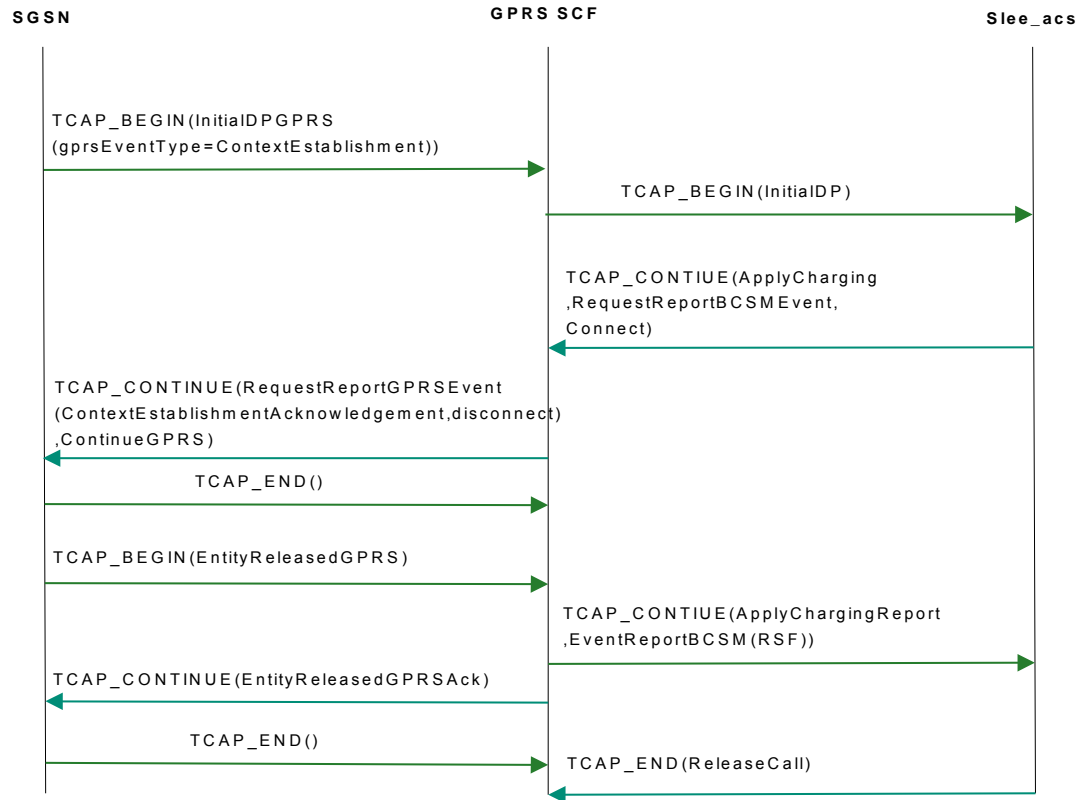 SGSN
GPRS SCF
Slee_acs
TCAP_BEGIN(InitialDPGPRS
(gprsEventType=ContextEstablishment))
TCAP_BEGIN(InitialDP)
TCAP_CONTIUE(ApplyCharging
,RequestReportBCSMEvent,
Connect)
TCAP_CONTINUE(RequestReportGPRSEvent
(ContextEstablishmentAcknowledgement,disconnect)
,ContinueGPRS)
TCAP_END()
TCAP_BEGIN(EntityReleasedGPRS)
TCAP_CONTIUE(ApplyChargingReport
,EventReportBCSM(RSF))
TCAP_CONTINUE(EntityReleasedGPRSAck)
TCAP_END()
TCAP_END(ReleaseCall)